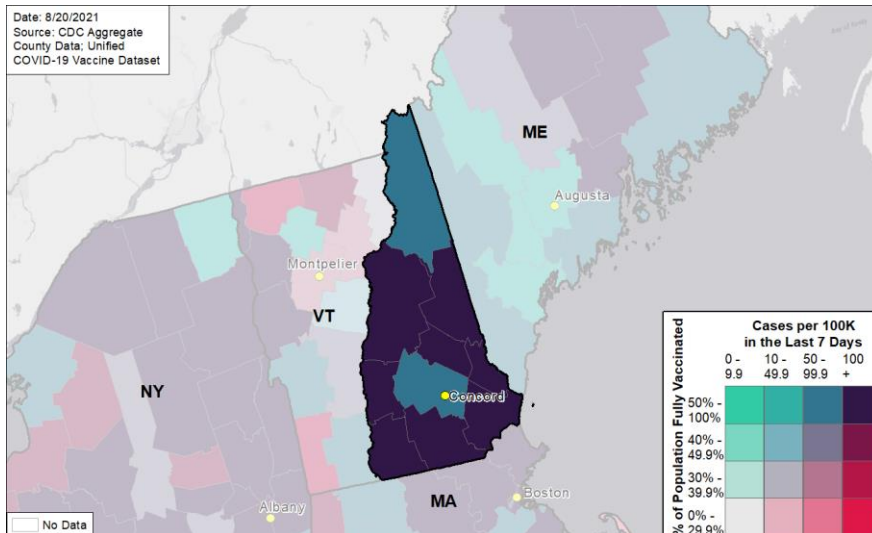 Date: 8/20/2021
Source: CDC Aggregate
County Data; Unified
COVID-19 Vaccine Dataset
ME
Augusta
Montpelier
VT
NY
Concord
Albany
MA
Boston
No Data
% of Population Fully Vaccinated
Cases per 100K
in the Last 7 Days
0 - 10 - 50 - 100
9.9 49.9 99.9 +
50% -
100%
40% -
49.9%
30% -
39.9%
0% -
29.9%